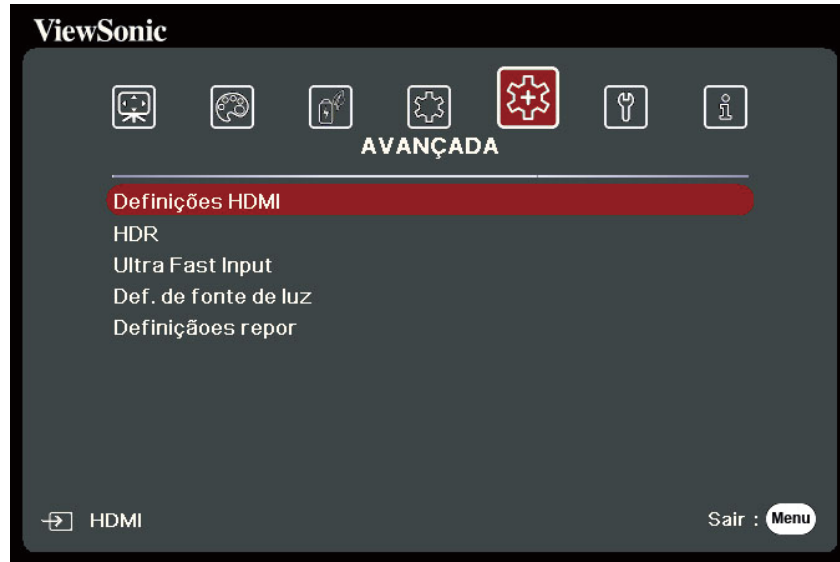 ViewSonic
AVANÇADA
Definições HDMI
HDR
Ultra Fast Input
Def. de fonte de luz
Definiçãoes repor
HDMI
Sair : Menu